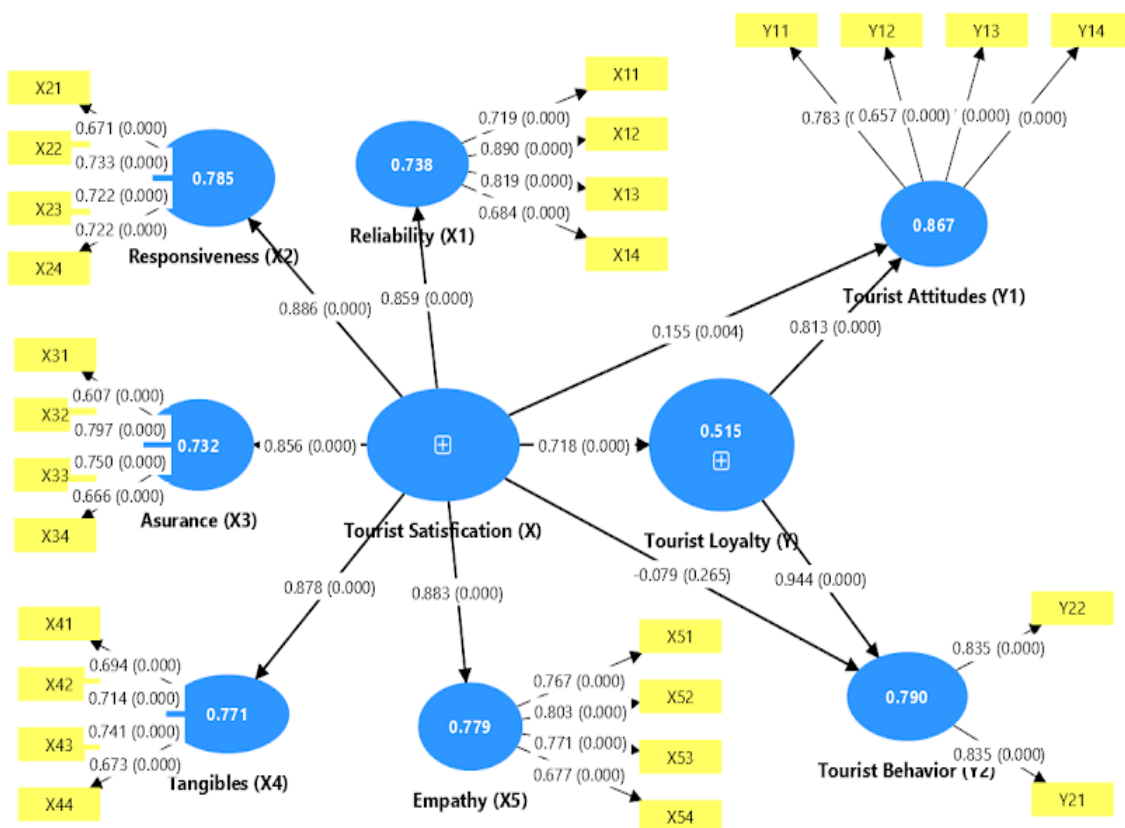 Y11
Y12
Y13
Y14
0.783 (
0.657 (0.000)
(0.000)
(0.000)
0.867
Tourist Attitudes (Y1)
X21
X22
X23
X24
0.671 (0.000)
0.733 (0.000)
0.722 (0.000)
0.722 (0.000)
0.785
Responsiveness (X2)
X11
X12
X13
X14
0.719 (0.000)
0.890 (0.000)
0.819 (0.000)
0.684 (0.000)
0.738
Reliability (X1)
0.886 (0.000)
0.859 (0.000)
0.155 (0.004)
0.813 (0.000)
X31
X32
X33
X34
0.607 (0.000)
0.797 (0.000)
0.750 (0.000)
0.666 (0.000)
0.732
Asurance (X3)
0.856 (0.000)
Tourist Satisfication (X)
0.718 (0.000)
0.515
Tourist Loyalty (Y)
0.878 (0.000)
0.883 (0.000)
-0.079 (0.265)
0.944 (0.000)
X41
X42
X43
X44
0.694 (0.000)
0.714 (0.000)
0.741 (0.000)
0.673 (0.000)
0.771
Tangibles (X4)
X51
X52
X53
X54
0.767 (0.000)
0.803 (0.000)
0.771 (0.000)
0.677 (0.000)
0.779
Empathy (X5)
Y22
Y21
0.835 (0.000)
0.835 (0.000)
0.790
Tourist Behavior (Y2)